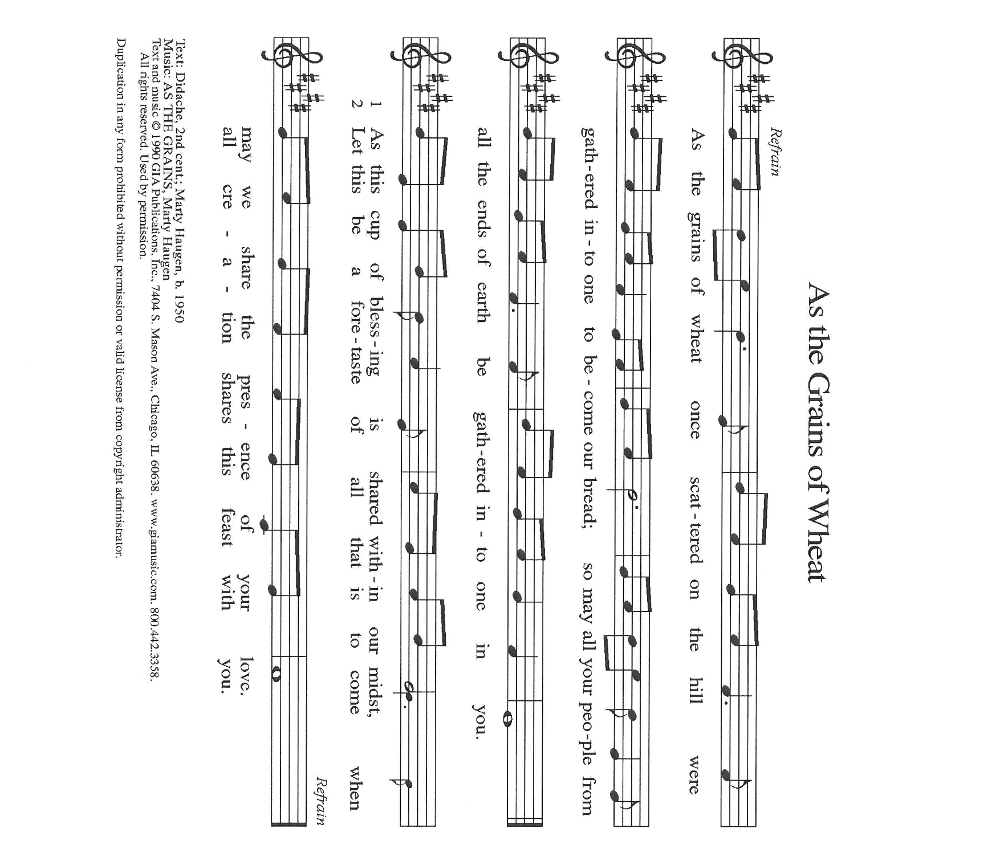 As the Grains of Wheat
Refrain
As the grains of wheat once scat-tered on the hill were
gath-ered in-to one to be-come our bread; so may all your peo-ple from
all the ends of earth be gath-ered in - to one in you.
1 As this cup of bless-ing is shared with-in our midst,
2 Let this be a fore-taste of all that is to come when
Refrain
may we share the pres - ence of your love.
all cre - a - tion shares this feast with you.
Text: Didache, 2nd cent.; Marty Haugen, b. 1950
Music: AS THE GRAINS, Marty Haugen
Text and music © 1990 GIA Publications, Inc., 7404 S. Mason Ave., Chicago, IL 60638. www.giamusic.com. 800.442.3358.
All rights reserved. Used by permission.
Duplication in any form prohibited without permission or valid license from copyright administrator.